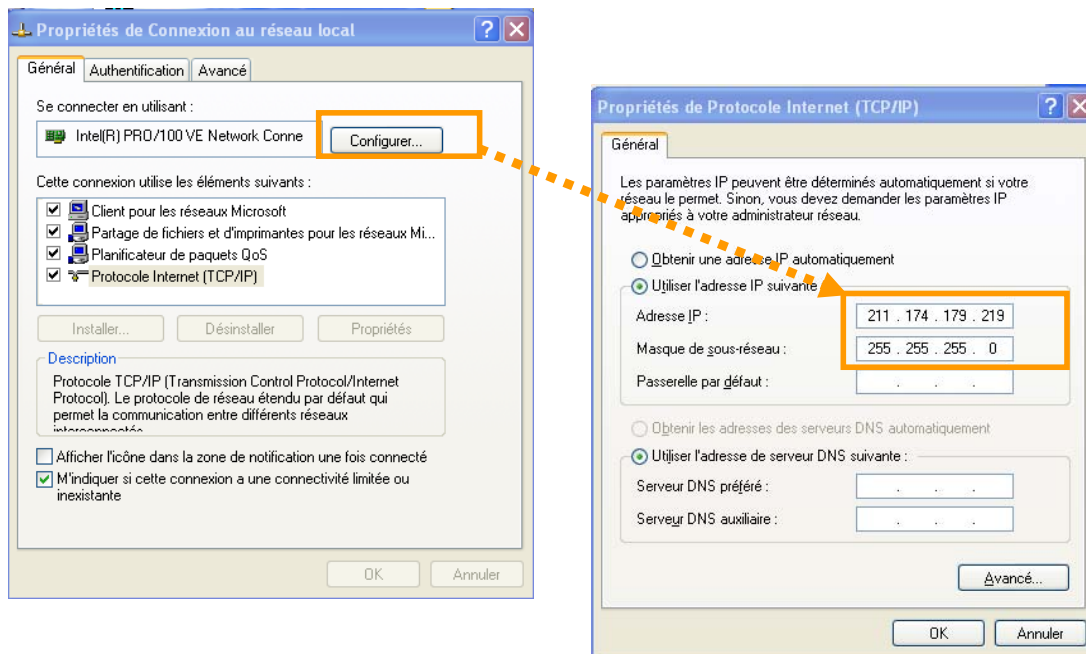 Propriétés de Connexion au réseau local
Général Authentification Avancé
Se connecter en utilisant :
Intel(R) PRO/100 VE Network Conne
Configurer...
Cette connexion utilise les éléments suivants :
Client pour les réseaux Microsoft
Partage de fichiers et d'imprimantes pour les réseaux Mi...
Planificateur de paquets QoS
Protocole Internet (TCP/IP)
Installer... Désinstaller Propriétés
Description
Protocole TCP/IP (Transmission Control Protocol/Internet
Protocol). Le protocole de réseau étendu par défaut qui
permet la communication entre différents réseaux
interconnectés
Afficher l'icône dans la zone de notification une fois connecté
M'indiquer si cette connexion a une connectivité limitée ou
inexistante
OK Annuler
Propriétés de Protocole Internet (TCP/IP)
Général
Les paramètres IP peuvent être déterminés automatiquement si votre
réseau le permet. Sinon, vous devez demander les paramètres IP
appropriés à votre administrateur réseau.
Obtenir une adresse IP automatiquement
Utiliser l'adresse IP suivante
Adresse IP : 211 . 174 . 179 . 219
Masque de sous-réseau : 255 . 255 . 255 . 0
Passerelle par défaut : . . .
Obtenir les adresses des serveurs DNS automatiquement
Utiliser l'adresse de serveur DNS suivante :
Serveur DNS préféré : . . .
Serveur DNS auxiliaire : . . .
Avancé...
OK Annuler